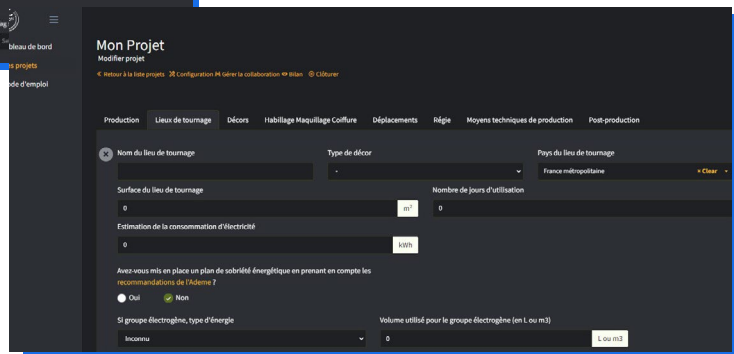 bleau de bord
projets
ode d'emploi
Mon Projet
Modifier projet
Retour à la liste projets Configuration Gérer la collaboration Bilan Clôturer
Production Lieux de tournage Décors Habillage Maquillage Coiffure Déplacements Régie Moyens techniques de production Post-production
Nom du lieu de tournage Type de décor Pays du lieu de tournage
- France métropolitaine × Clear
Surface du lieu de tournage Nombre de jours d'utilisation
0 m² 0
Estimation de la consommation d'électricité
0 kWh
Avez-vous mis en place un plan de sobriété énergétique en prenant en compte les
recommandations de l'Ademe ?
Oui Non
Si groupe électrogène, type d'énergie Volume utilisé pour le groupe électrogène (en L ou m3)
Inconnu 0 L ou m3